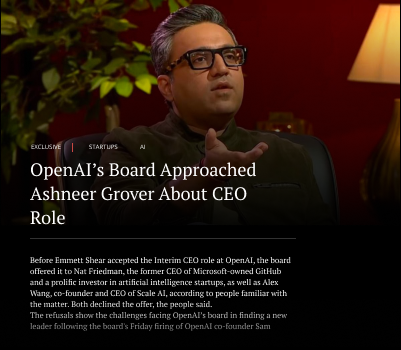 EXCLUSIVE | STARTUPS AI
OpenAI’s Board Approached
Ashneer Grover About CEO
Role
Before Emmett Shear accepted the Interim CEO role at OpenAI, the board
offered it to Nat Friedman, the former CEO of Microsoft-owned GitHub
and a prolific investor in artificial intelligence startups, as well as Alex
Wang, co-founder and CEO of Scale AI, according to people familiar with
the matter. Both declined the offer, the people said.
The refusals show the challenges facing OpenAI’s board in finding a new
leader following the board's Friday firing of OpenAI co-founder Sam